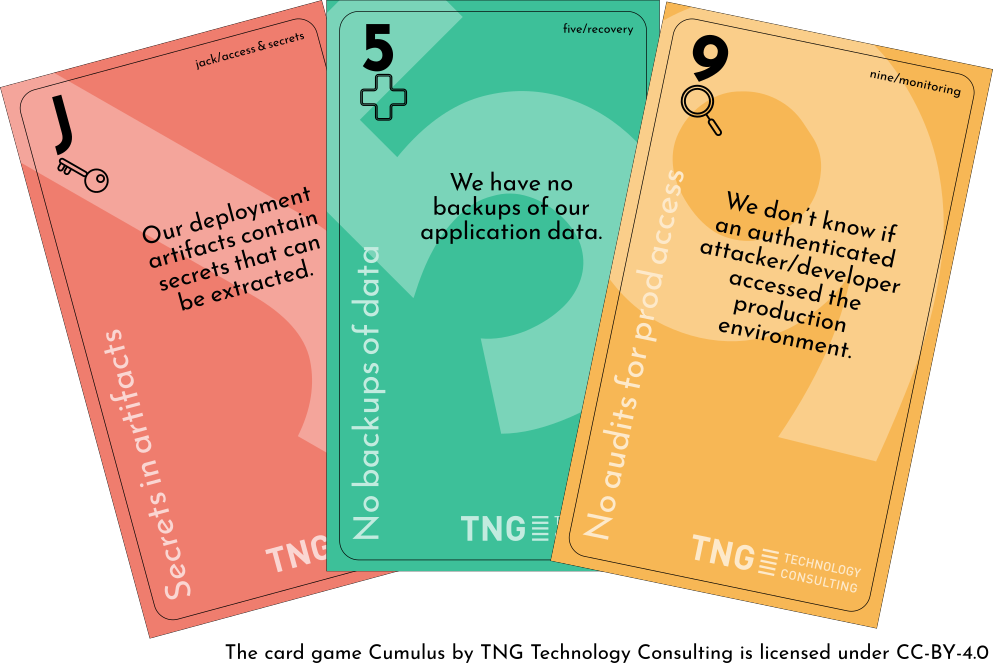 jack/access & secrets
J
Our deployment
artifacts contain
secrets that can
be extracted.
Secrets in artifacts
TNG
five/recovery
5
We have no
backups of our
application data.
No backups of data
TNG
nine/monitoring
9
We don't know if
an authenticated
attacker/developer
accessed the
production
environment.
No audits for prod access
TNG TECHNOLOGY
CONSULTING
The card game Cumulus by TNG Technology Consulting is licensed under CC-BY-4.0